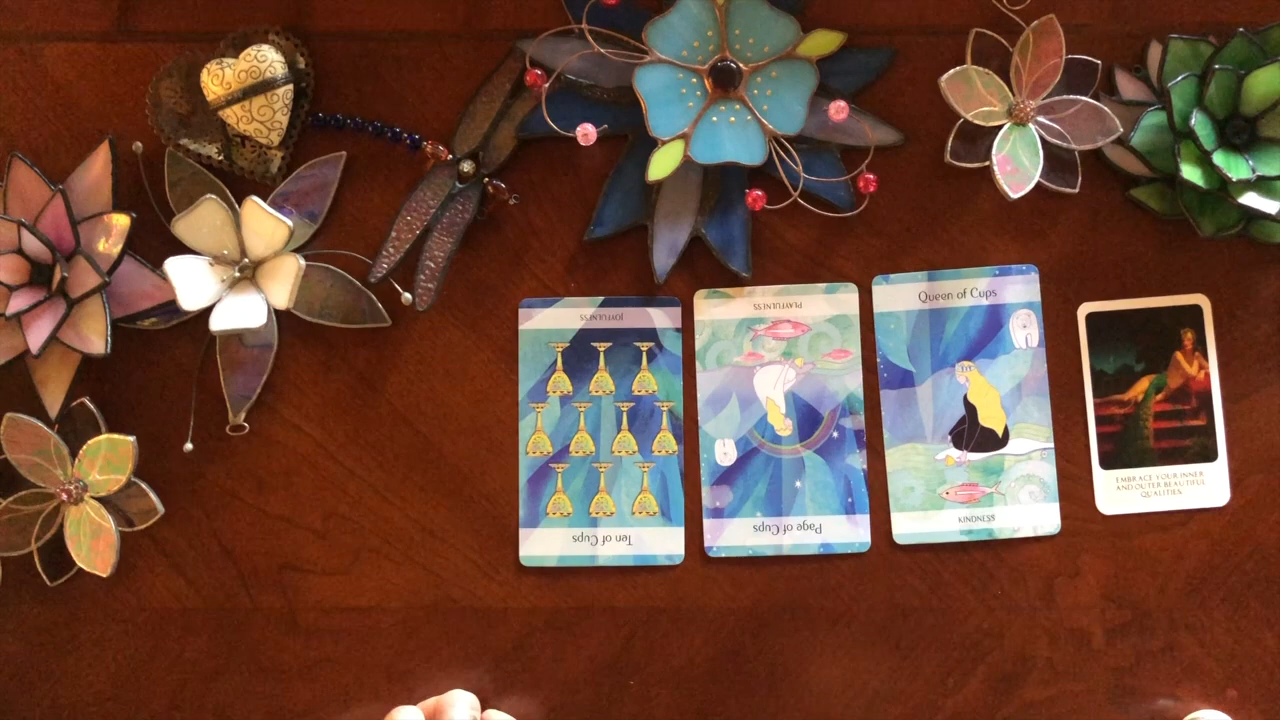 JOYFULNESS
Ten of Cups
PLAYFULNESS
Page of Cups
Queen of Cups
KINDNESS
EMBRACE YOUR INNER
AND OUTER BEAUTIFUL
QUALITIES.